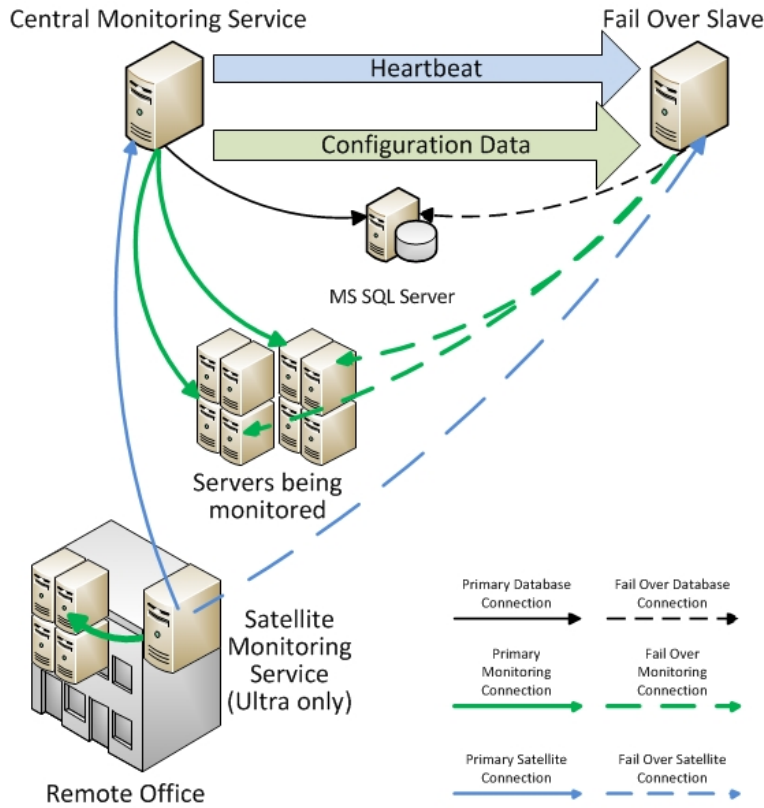 Central Monitoring Service
Fail Over Slave
Heartbeat
Configuration Data
MS SQL Server
Servers being
monitored
Satellite
Monitoring
Service
(Ultra only)
Remote Office
Primary Database
Connection
Fail Over Database
Connection
Primary
Monitoring
Connection
Fail Over
Monitoring
Connection
Primary Satellite
Connection
Fail Over Satellite
Connection